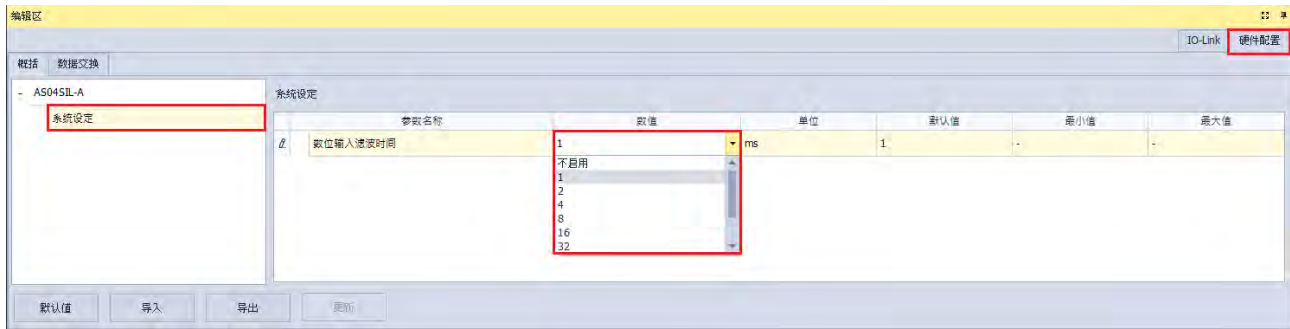 编辑区
IO-Link 硬件配置
概括 数据交换
- AS04SIL-A
系统设定
系统设定
参数名称 数值 单位 默认值 最小值 最大值
数位输入滤波时间 1 ms 1 - -
不启用
1
2
4
8
16
32
默认值 导入 导出 更新